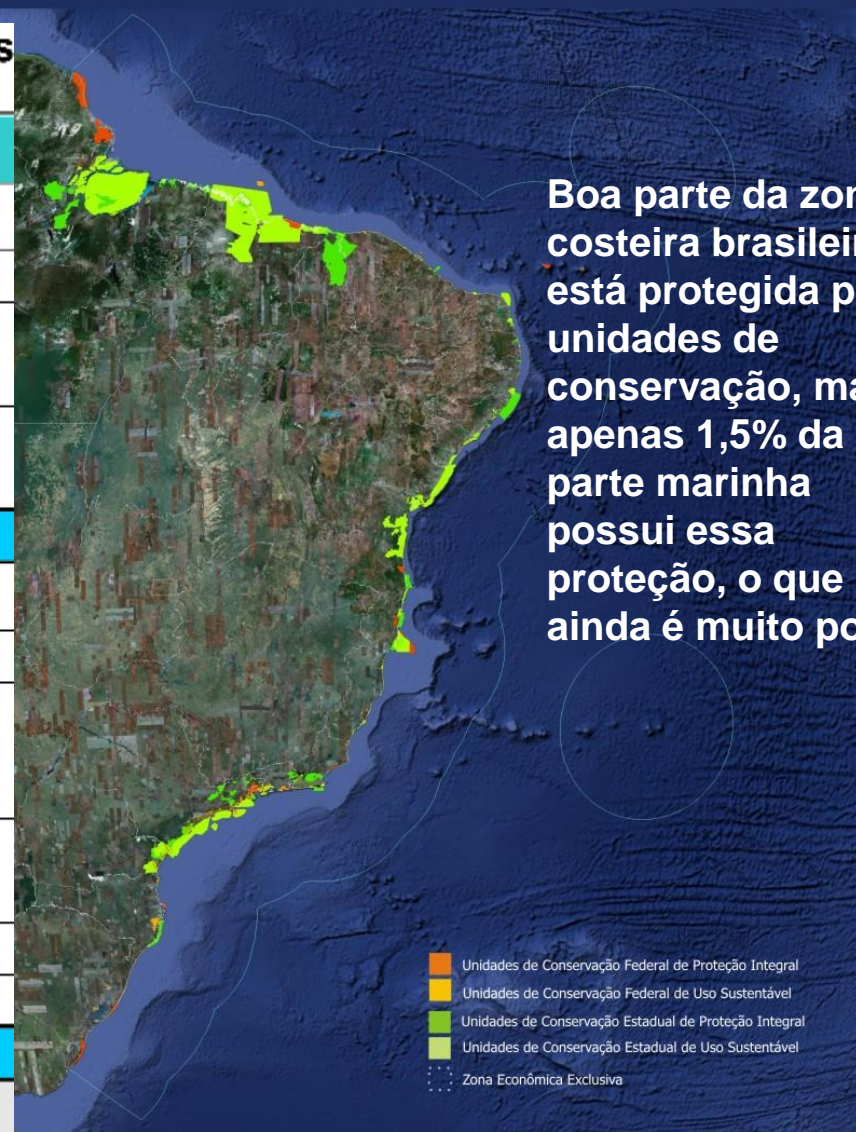 s
Boa parte da zon
costeira brasileir
está protegida p
unidades de
conservação, ma
apenas 1,5% da
parte marinha
possui essa
proteção, o que
ainda é muito po
Unidades de Conservação Federal de Proteção Integral
Unidades de Conservação Federal de Uso Sustentável
Unidades de Conservação Estadual de Proteção Integral
Unidades de Conservação Estadual de Uso Sustentável
Zona Econômica Exclusiva